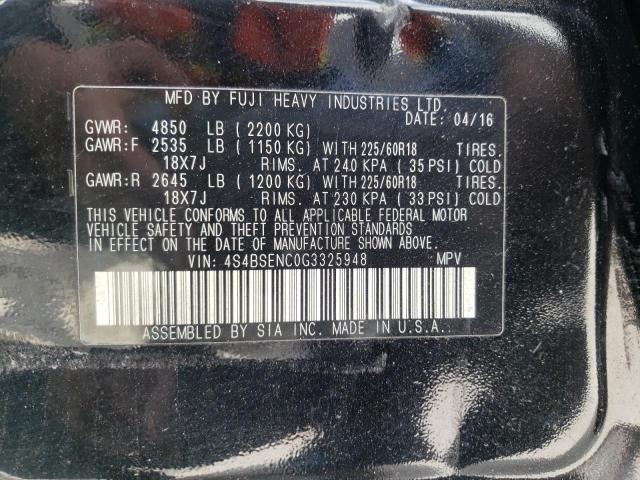 MFD BY FUJI HEAVY INDUSTRIES LTD.
DATE: 04/16
GVWR: 4850 LB ( 2200 KG)
GAWR:F 2535 LB ( 1150 KG) WITH 225/60R18 TIRES.
18X7J RIMS. AT 240 KPA ( 35 PSI) COLD
GAWR:R 2645 LB ( 1200 KG) WITH 225/60R18 TIRES.
18X7J RIMS. AT 230 KPA ( 33 PSI) COLD
THIS VEHICLE CONFORMS TO ALL APPLICABLE FEDERAL MOTOR
VEHICLE SAFETY AND THEFT PREVENTION STANDARDS
IN EFFECT ON THE DATE OF MANUFACTURE SHOWN ABOVE.
VIN: 4S4BSENC0G3325948 MPV
ASSEMBLED BY SIA INC. MADE IN U.S.A.